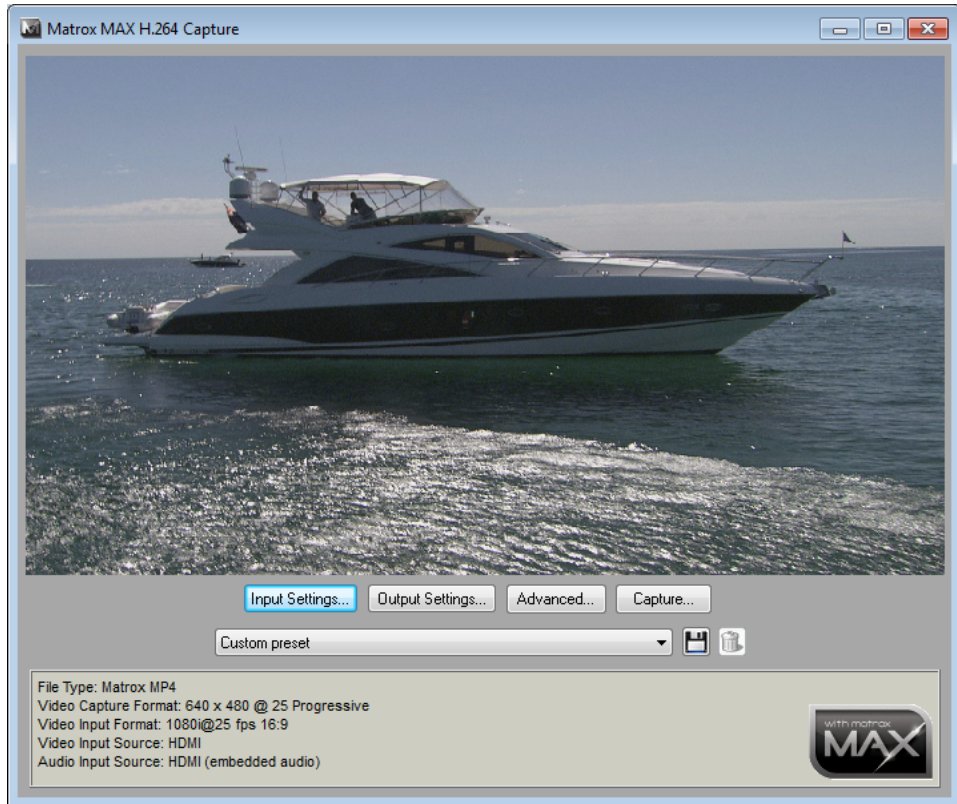 Matrox MAX H.264 Capture
Input Settings... Output Settings... Advanced... Capture...
Custom preset
File Type: Matrox MP4
Video Capture Format: 640 x 480 @ 25 Progressive
Video Input Format: 1080i@25 fps 16:9
Video Input Source: HDMI
Audio Input Source: HDMI (embedded audio)
with matrox
MAX